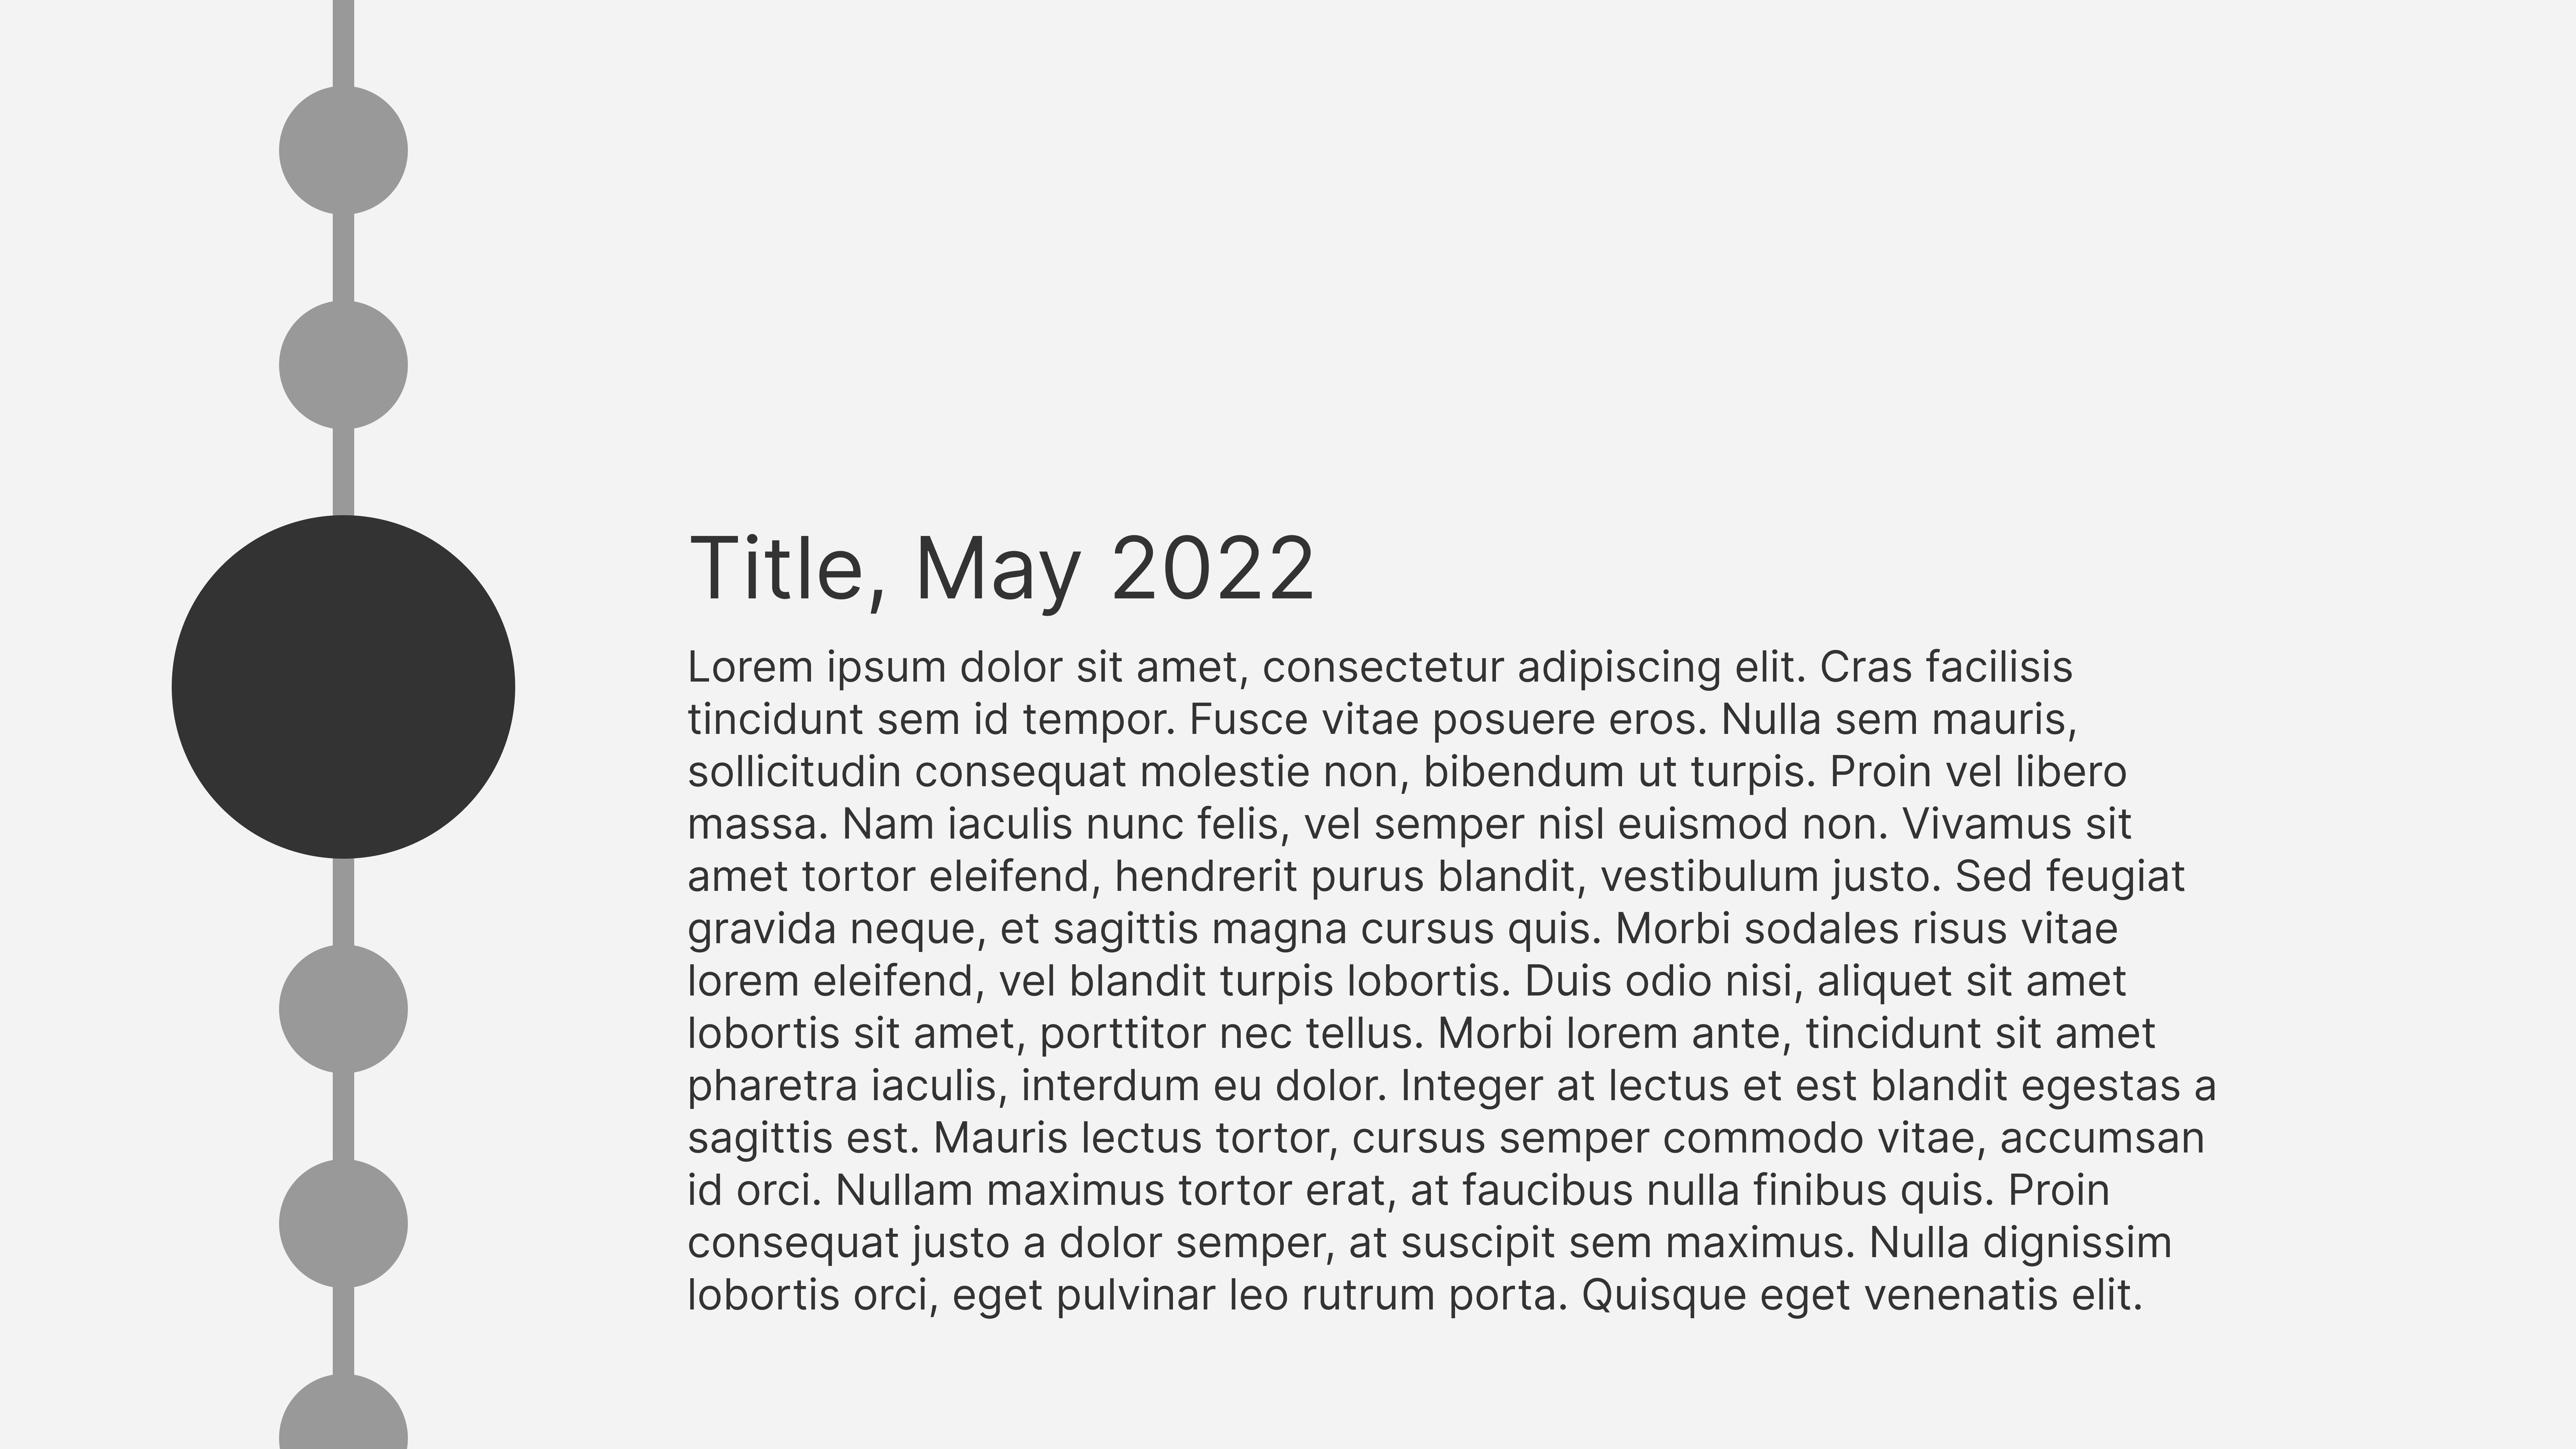 Title, May 2022
Lorem ipsum dolor sit amet, consectetur adipiscing elit. Cras facilisis
tincidunt sem id tempor. Fusce vitae posuere eros. Nulla sem mauris,
sollicitudin consequat molestie non, bibendum ut turpis. Proin vel libero
massa. Nam iaculis nunc felis, vel semper nisl euismod non. Vivamus sit
amet tortor eleifend, hendrerit purus blandit, vestibulum justo. Sed feugiat
gravida neque, et sagittis magna cursus quis. Morbi sodales risus vitae
lorem eleifend, vel blandit turpis lobortis. Duis odio nisi, aliquet sit amet
lobortis sit amet, porttitor nec tellus. Morbi lorem ante, tincidunt sit amet
pharetra iaculis, interdum eu dolor. Integer at lectus et est blandit egestas a
sagittis est. Mauris lectus tortor, cursus semper commodo vitae, accumsan
id orci. Nullam maximus tortor erat, at faucibus nulla finibus quis. Proin
consequat justo a dolor semper, at suscipit sem maximus. Nulla dignissim
lobortis orci, eget pulvinar leo rutrum porta. Quisque eget venenatis elit.